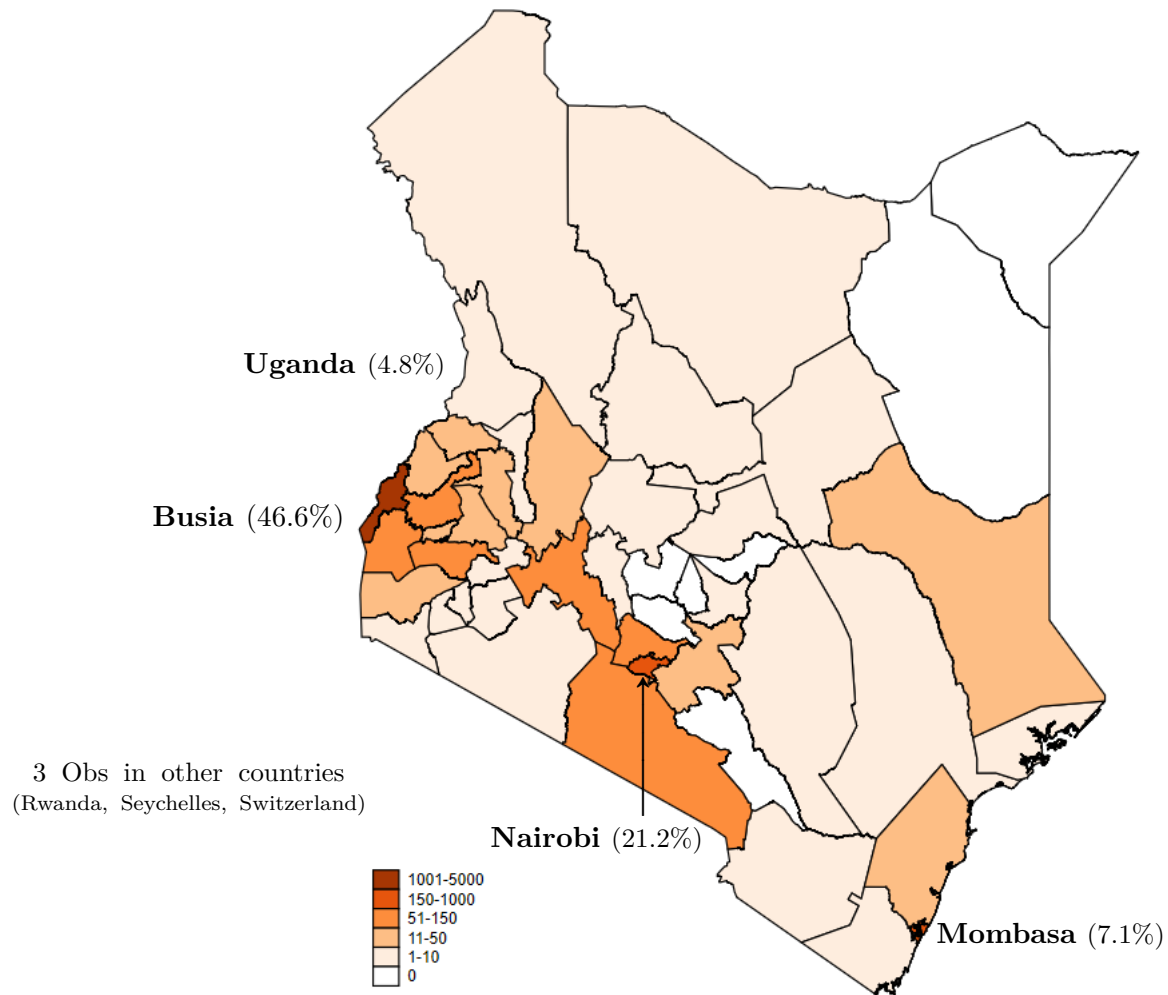 Uganda (4.8%)
Busia (46.6%)
3 Obs in other countries
(Rwanda, Seychelles, Switzerland)
Nairobi (21.2%)
1001-5000
150-1000
51-150
11-50
1-10
0
Mombasa (7.1%)